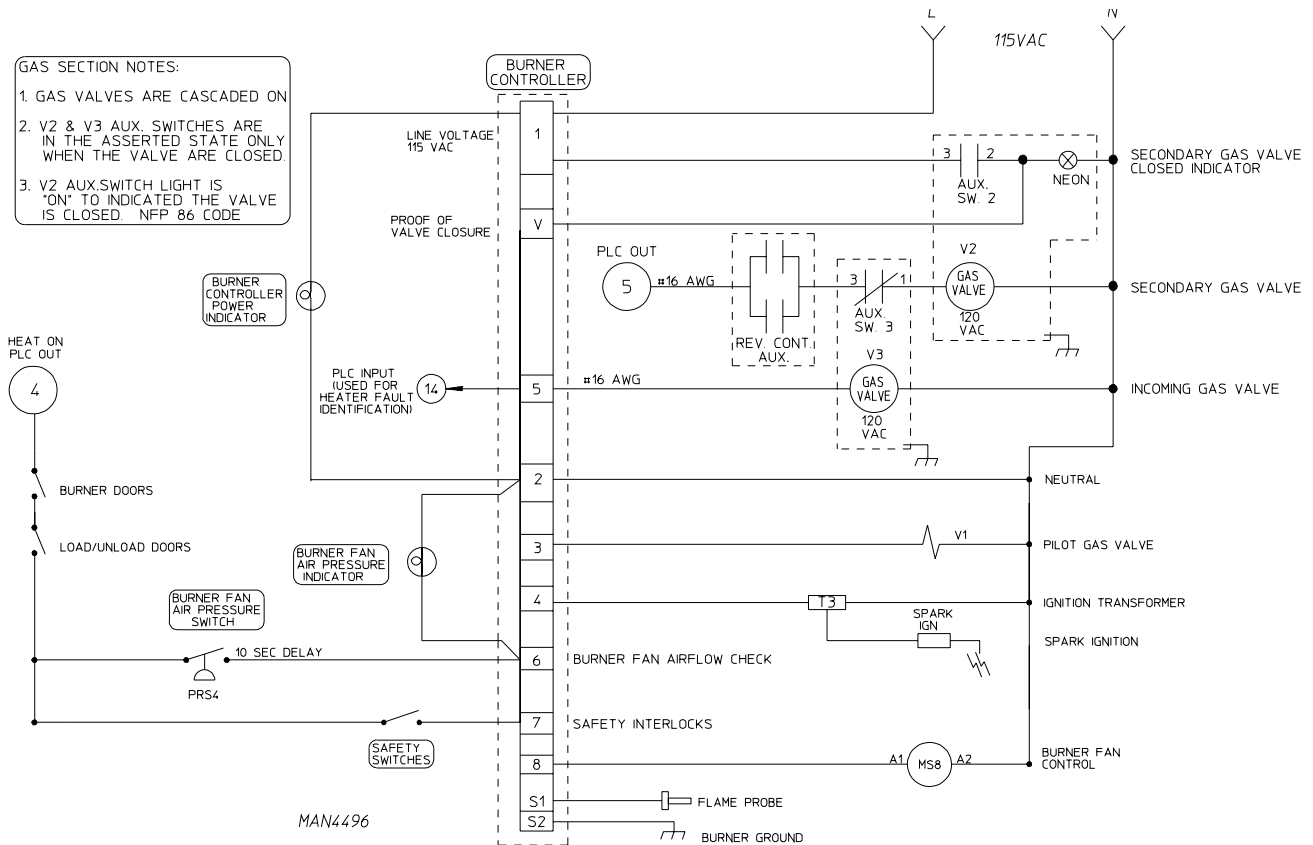 L
N
115VAC
GAS SECTION NOTES:
1. GAS VALVES ARE CASCADED ON
2. V2 & V3 AUX. SWITCHES ARE
IN THE ASSERTED STATE ONLY
WHEN THE VALVE ARE CLOSED.
3. V2 AUX.SWITCH LIGHT IS
"ON" TO INDICATED THE VALVE
IS CLOSED. NFP 86 CODE
BURNER
CONTROLLER
LINE VOLTAGE
115 VAC
1
3
2
AUX.
SW. 2
NEON
SECONDARY GAS VALVE
CLOSED INDICATOR
PROOF OF
VALVE CLOSURE
V
PLC OUT
5
#16 AWG
REV. CONT.
AUX.
3
1
AUX.
SW. 3
V2
GAS
VALVE
120
VAC
SECONDARY GAS VALVE
BURNER
CONTROLLER
POWER
INDICATOR
HEAT ON
PLC OUT
4
PLC INPUT
(USED FOR
HEATER FAULT
IDENTIFICATION)
14
5
#16 AWG
V3
GAS
VALVE
120
VAC
INCOMING GAS VALVE
2
NEUTRAL
BURNER DOORS
LOAD/UNLOAD DOORS
3
V1
PILOT GAS VALVE
BURNER FAN
AIR PRESSURE
INDICATOR
4
T3
IGNITION TRANSFORMER
SPARK
IGN
SPARK IGNITION
BURNER FAN
AIR PRESSURE
SWITCH
10 SEC DELAY
PRS4
6
BURNER FAN AIRFLOW CHECK
7
SAFETY INTERLOCKS
SAFETY
SWITCHES
8
A1
MS8
A2
BURNER FAN
CONTROL
S1
FLAME PROBE
S2
BURNER GROUND
MAN4496